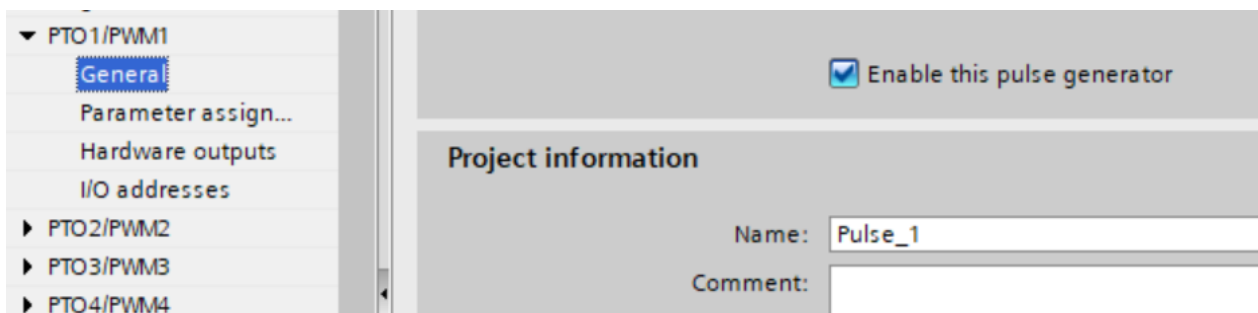 PTO1/PWM1
General
Parameter assign...
Hardware outputs
I/O addresses
PTO2/PWM2
PTO3/PWM3
PTO4/PWM4
Enable this pulse generator
Project information
Name: Pulse_1
Comment: